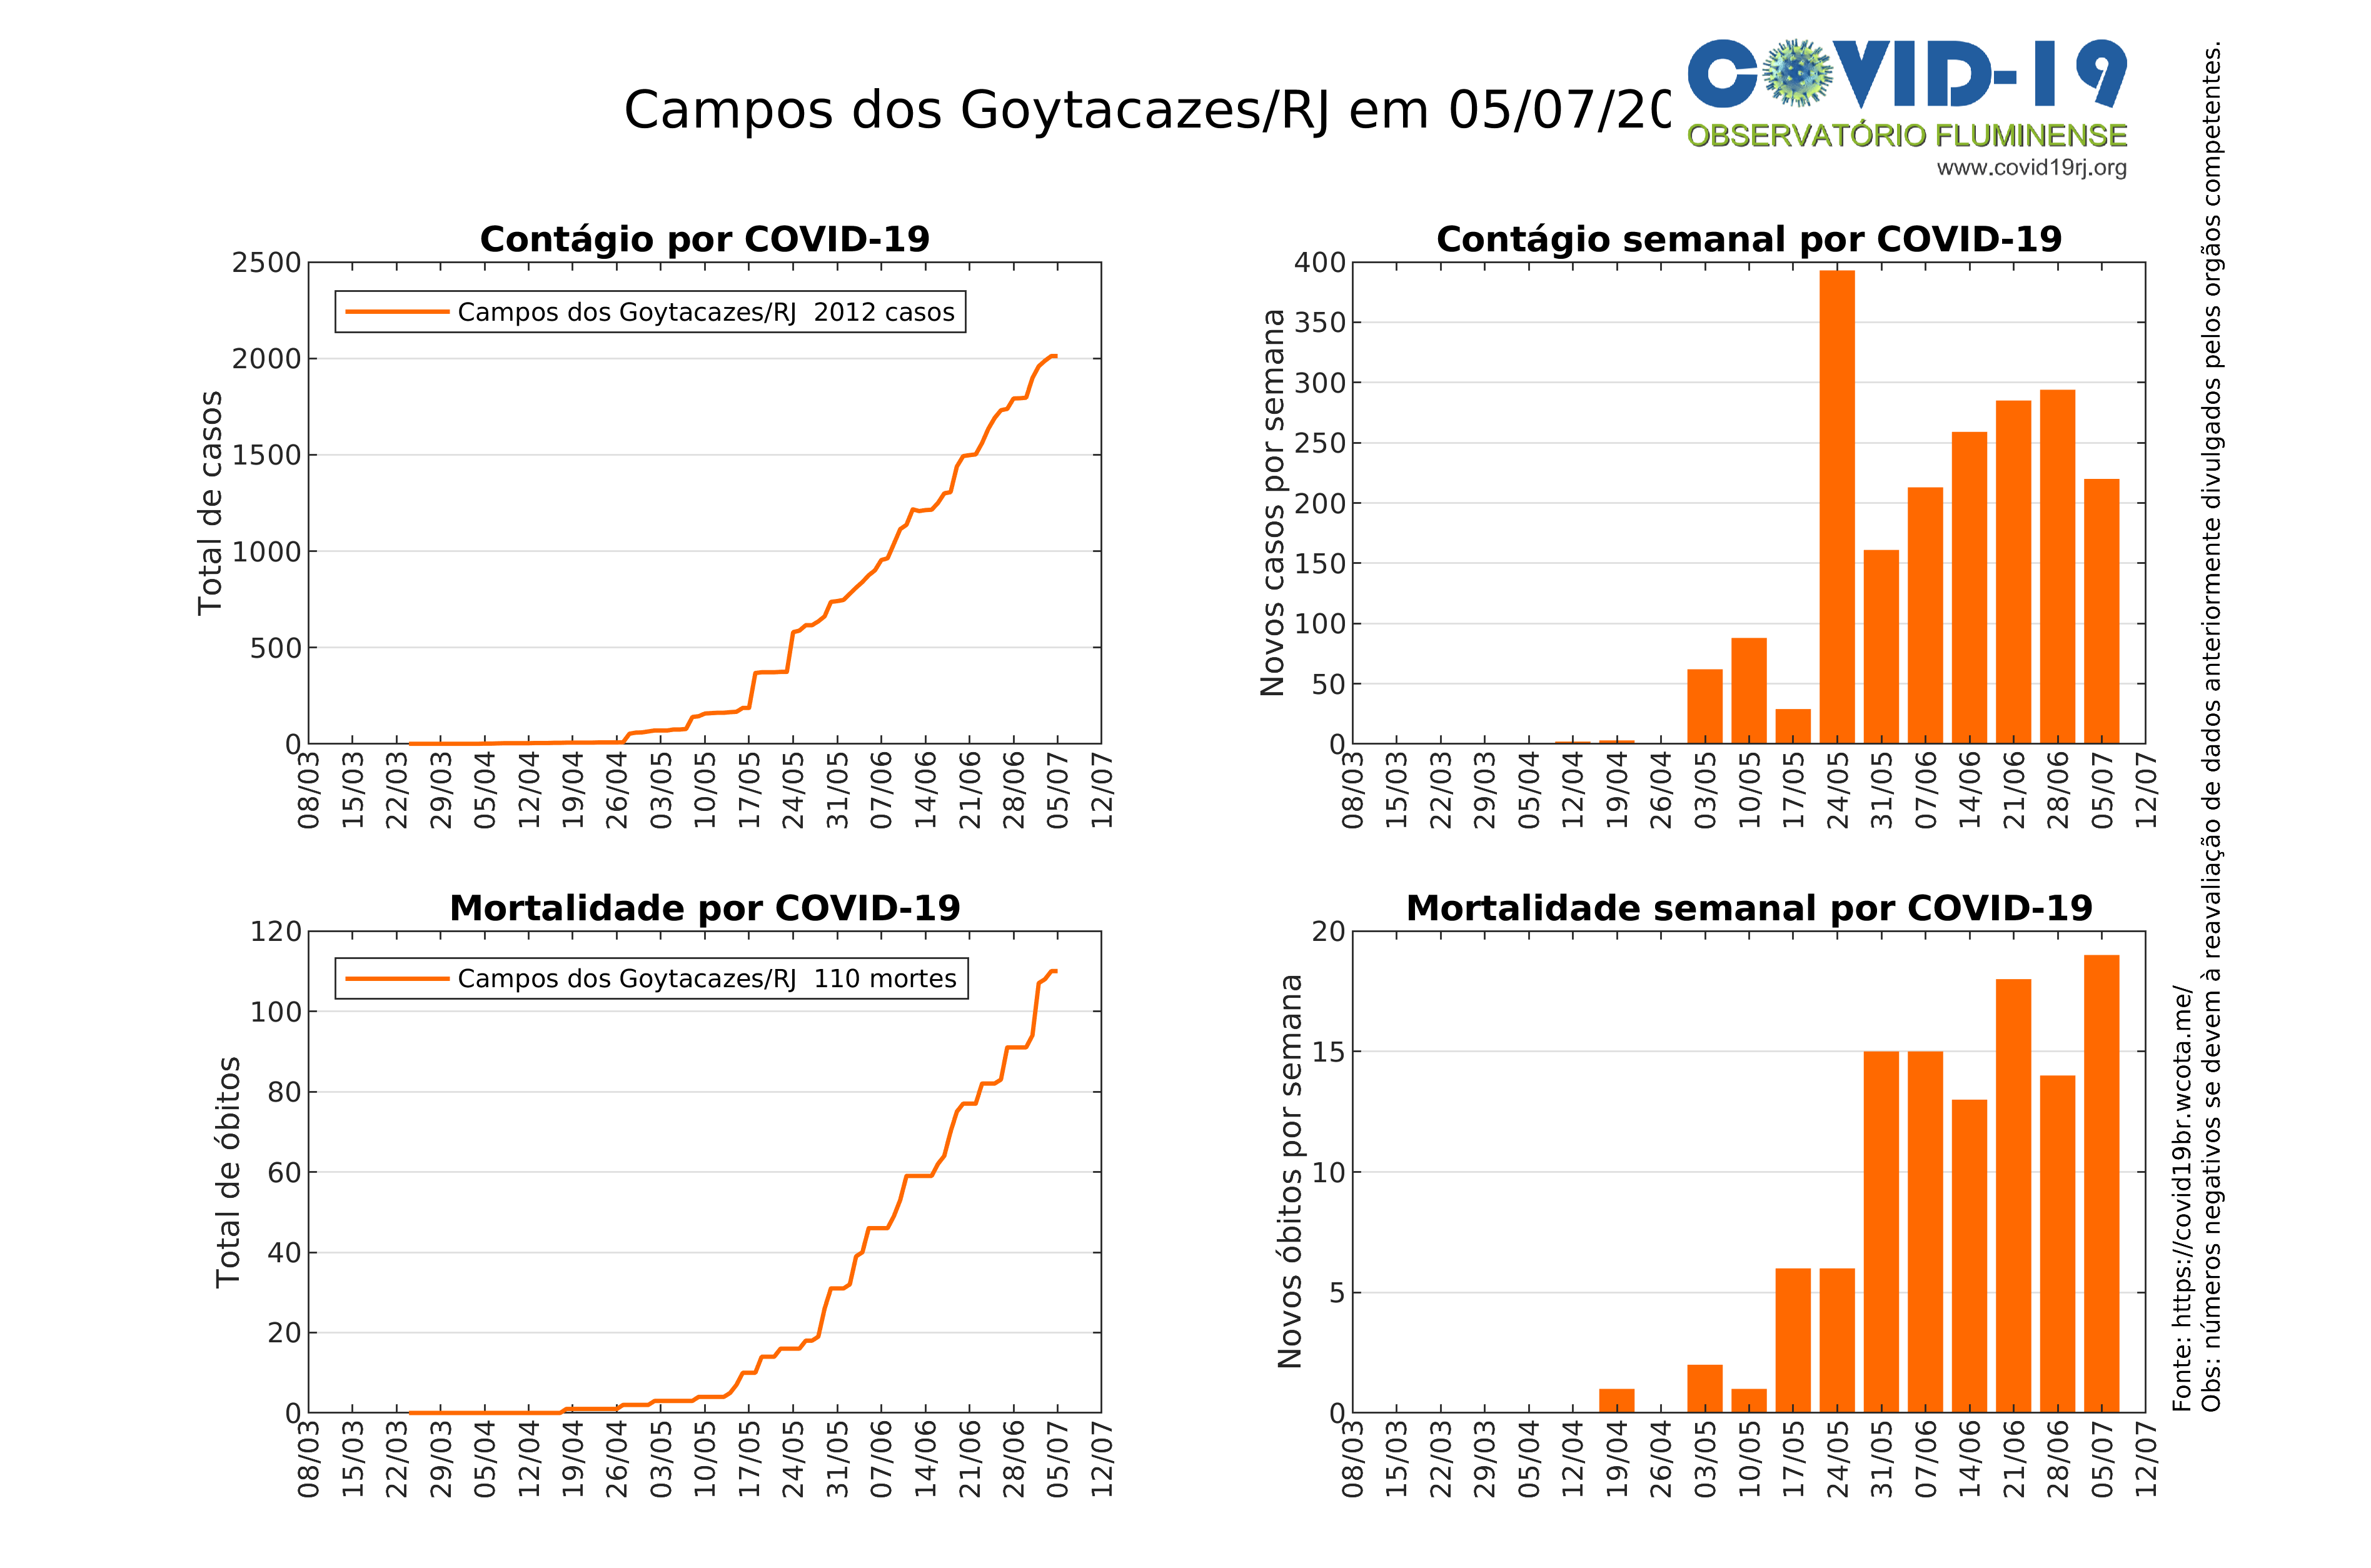 Campos dos Goytacazes/RJ em 05/07/20
COVID-19
OBSERVATÓRIO FLUMINENSE
www.covid19rj.org
Contágio por COVID-19
Total de casos
2500
2000
1500
1000
500
0
Campos dos Goytacazes/RJ 2012 casos
08/03 15/03 22/03 29/03 05/04 12/04 19/04 26/04 03/05 10/05 17/05 24/05 31/05 07/06 14/06 21/06 28/06 05/07 12/07
Contágio semanal por COVID-19
Novos casos por semana
400
350
300
250
200
150
100
50
0
08/03 15/03 22/03 29/03 05/04 12/04 19/04 26/04 03/05 10/05 17/05 24/05 31/05 07/06 14/06 21/06 28/06 05/07 12/07
Mortalidade por COVID-19
Total de óbitos
120
100
80
60
40
20
0
Campos dos Goytacazes/RJ 110 mortes
08/03 15/03 22/03 29/03 05/04 12/04 19/04 26/04 03/05 10/05 17/05 24/05 31/05 07/06 14/06 21/06 28/06 05/07 12/07
Mortalidade semanal por COVID-19
Novos óbitos por semana
20
15
10
5
0
08/03 15/03 22/03 29/03 05/04 12/04 19/04 26/04 03/05 10/05 17/05 24/05 31/05 07/06 14/06 21/06 28/06 05/07 12/07
Fonte: https://covid19br.wcota.me/
Obs: números negativos se devem à reavaliação de dados anteriormente divulgados pelos orgãos competentes.